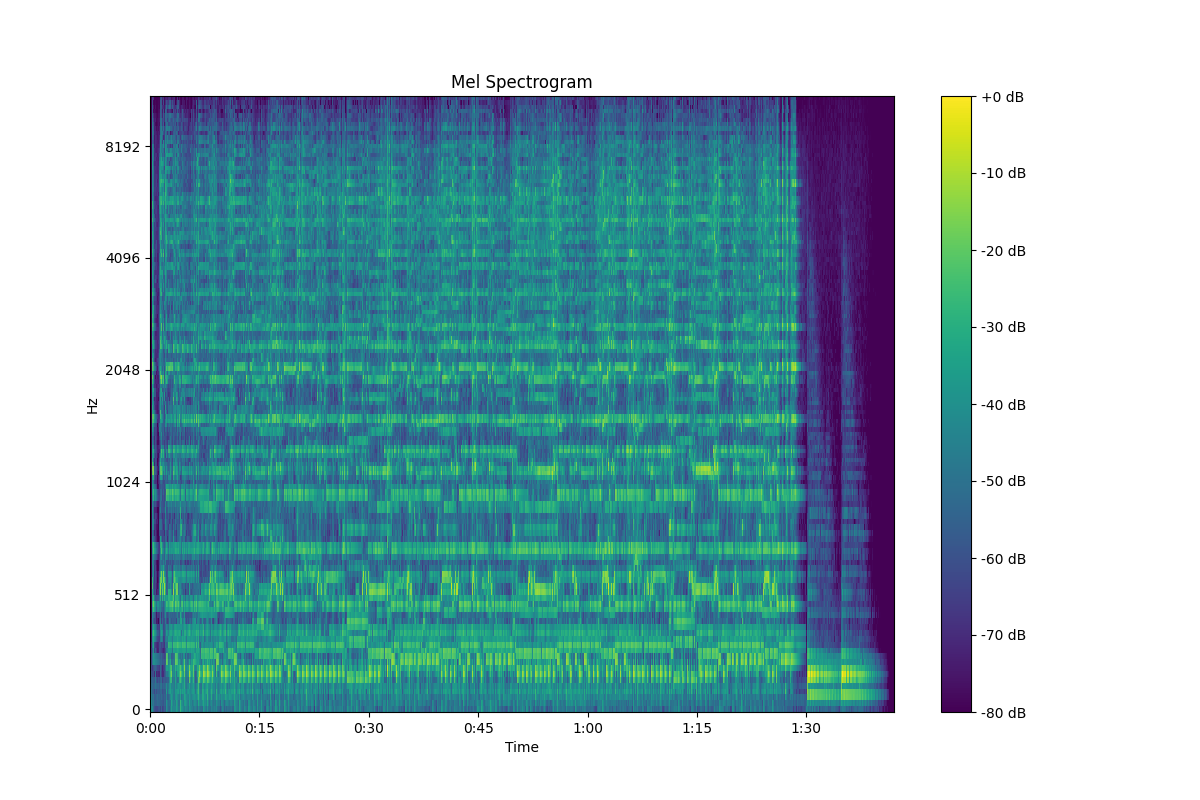 Mel Spectrogram
+0 dB
8192
-10 dB
-20 dB
4096
-30 dB
2048
-40 dB
Hz
1024
-50 dB
-60 dB
512
-70 dB
0
-80 dB
0:00 0:15 0:30 0:45 1:00 1:15 1:30
Time